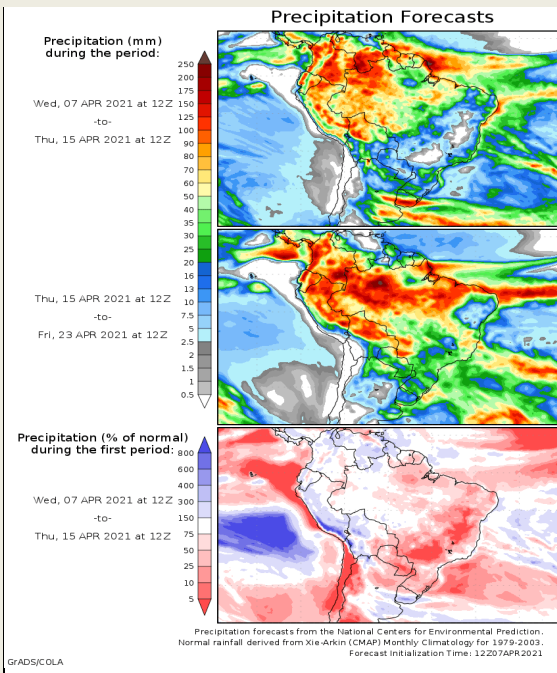 Precipitation Forecasts
Precipitation (mm)
during the period:
250
200
175
150
125
100
90
80
70
60
50
40
35
30
25
20
16
13
10
7.5
5
2.5
2
1.5
1
0.5
Wed, 07 APR 2021 at 12Z
-to-
Thu, 15 APR 2021 at 12Z
Thu, 15 APR 2021 at 12Z
-to-
Fri, 23 APR 2021 at 12Z
Precipitation (% of normal)
during the first period:
800
600
400
300
150
75
50
25
10
5
Wed, 07 APR 2021 at 12Z
-to-
Thu, 15 APR 2021 at 12Z
Precipitation forecasts from the National Centers for Environmental Prediction.
Normal rainfall derived from Xie-Arkin (CMAP) Monthly Climatology for 1979-2003.
Forecast Initialization Time: 12Z07APR2021
GrADS/COLA